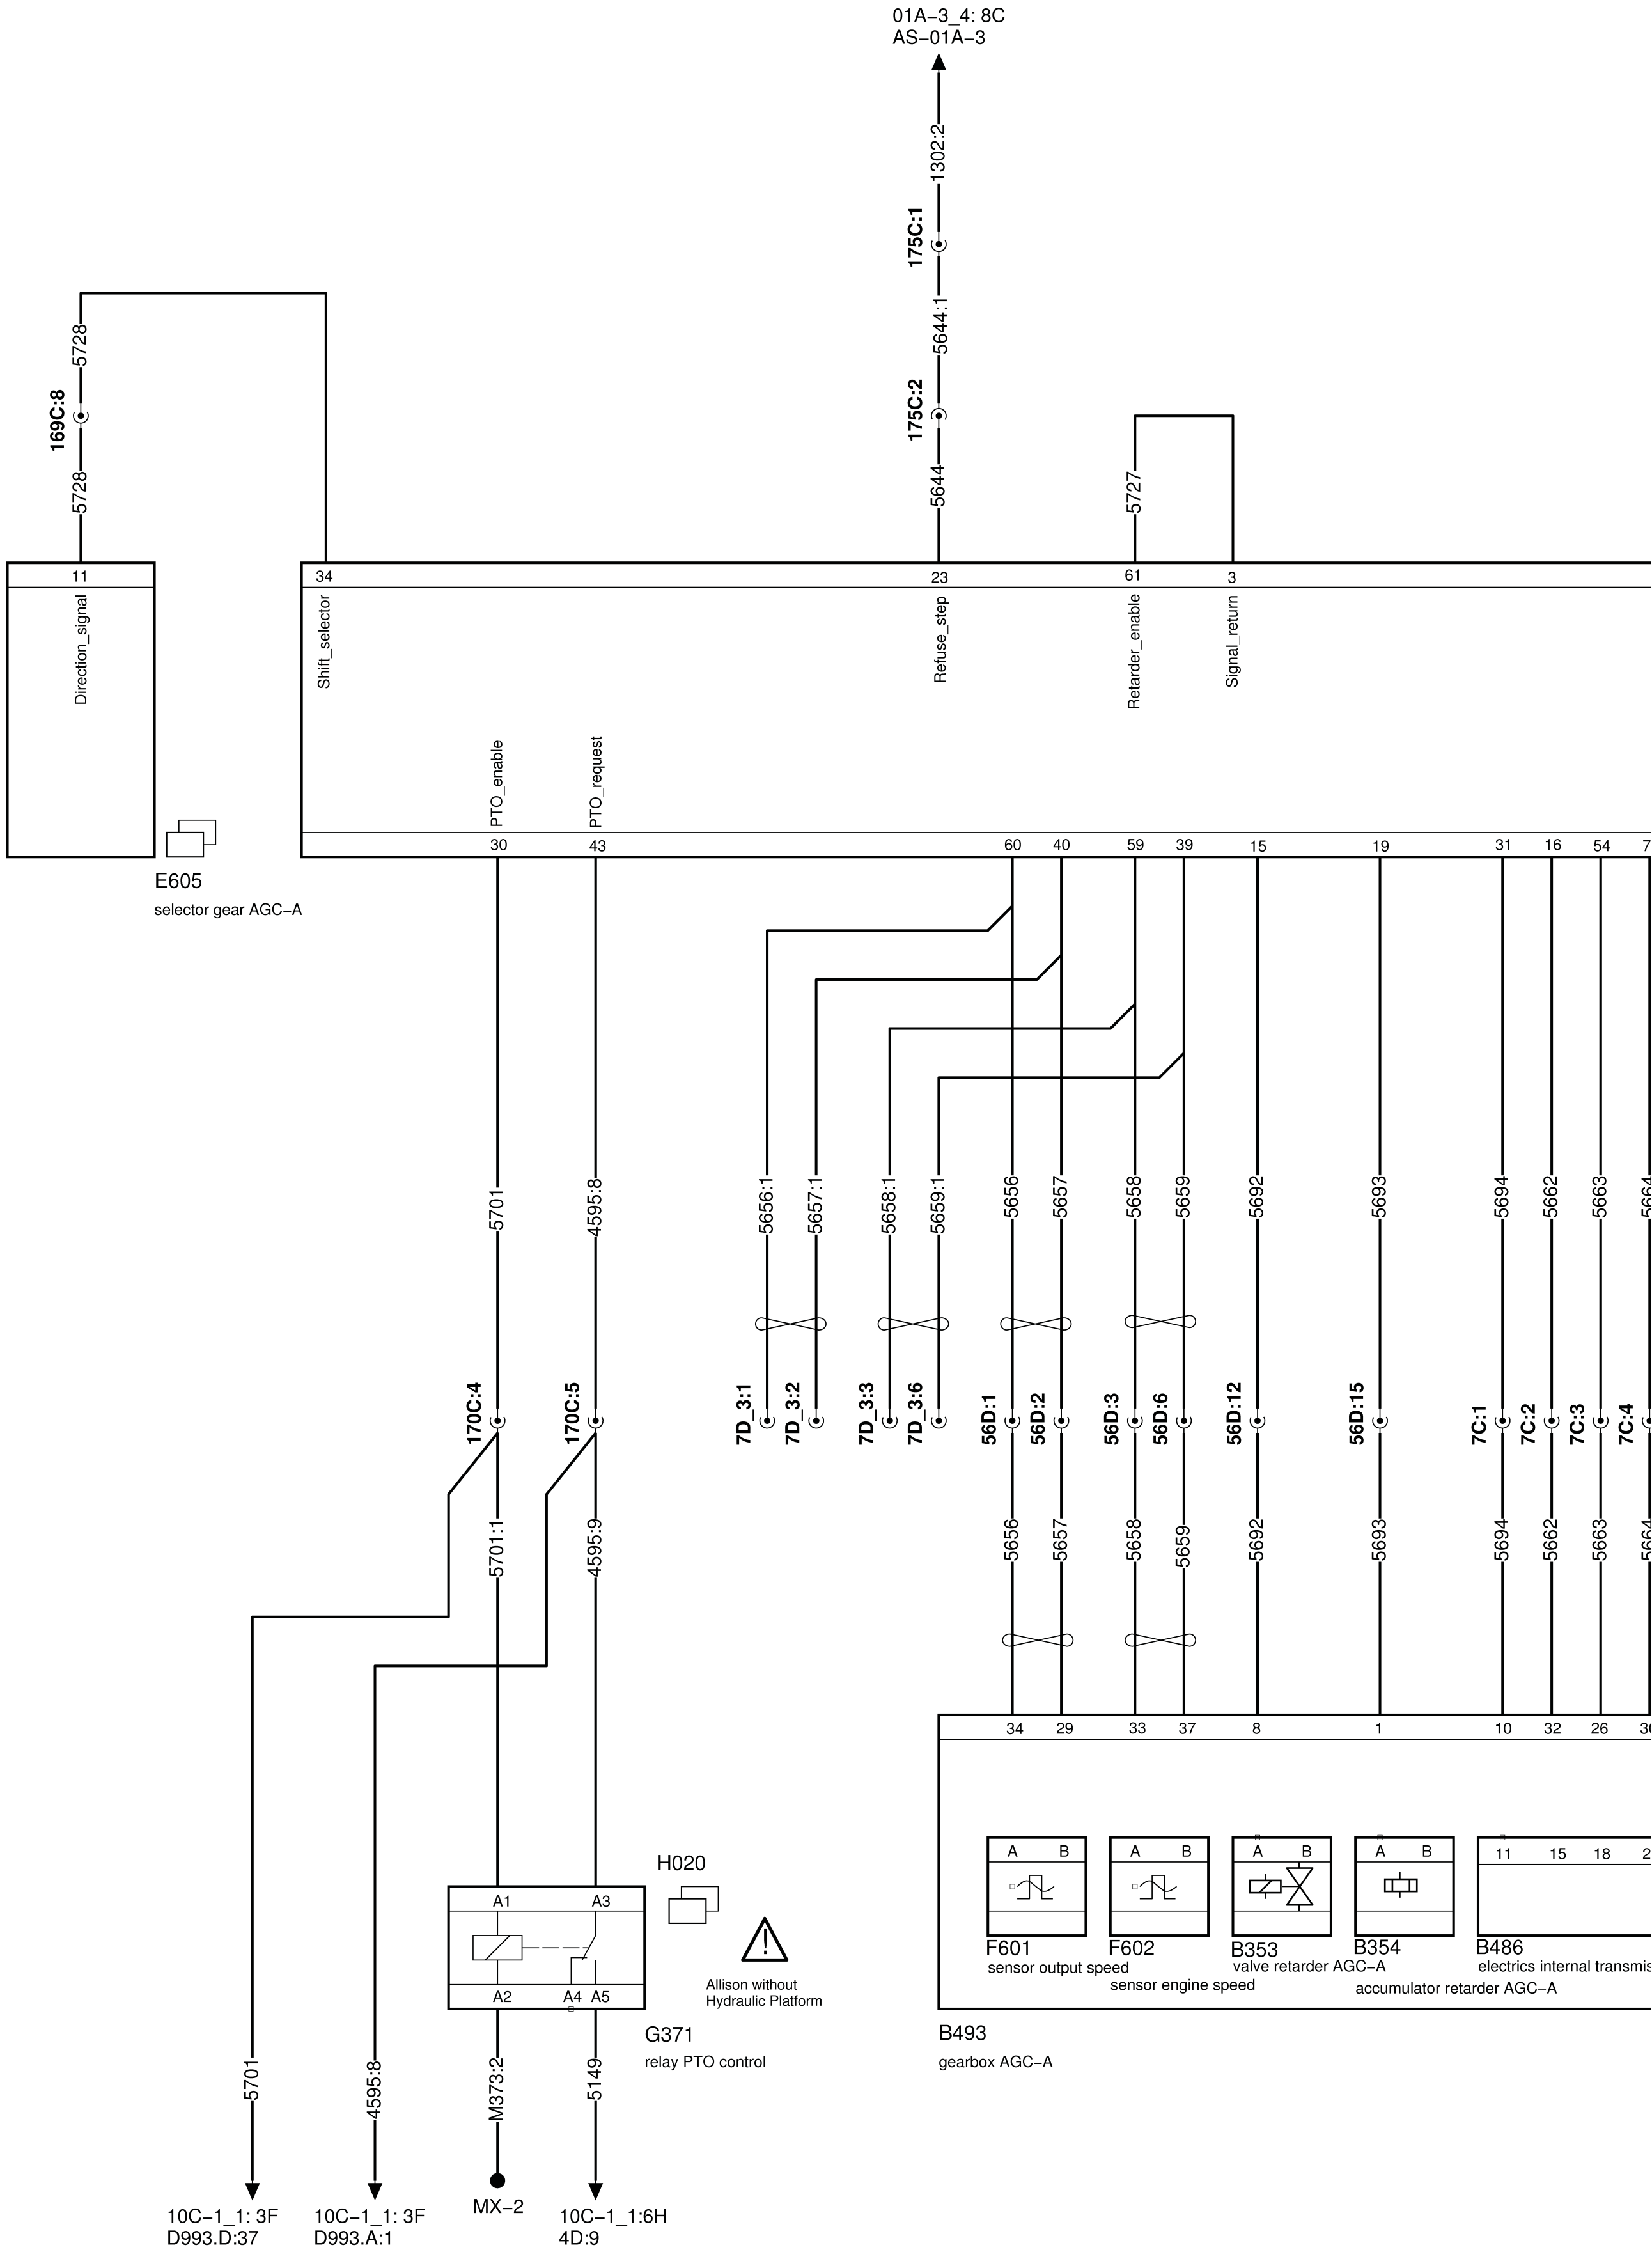 01A−3_4: 8C
AS−01A−3
1302:2
175C:1
5644:1
175C:2
5644
5728
169C:8
5728
5727
11
34
23
61
3
Direction_signal
Shift_selector
Refuse_step
Retarder_enable
Signal_return
PTO_enable
PTO_request
30
43
60
40
59
39
15
19
31
16
54
7
E605
selector gear AGC−A
5701
4595:8
5656:1
5657:1
5658:1
5659:1
5656
5657
5658
5659
5692
5693
5694
5662
5663
5664
170C:4
170C:5
7D_3:1
7D_3:2
7D_3:3
7D_3:6
56D:1
56D:2
56D:3
56D:6
56D:12
56D:15
7C:1
7C:2
7C:3
7C:4
5701:1
4595:9
5656
5657
5658
5659
5692
5693
5694
5662
5663
5664
34
29
33
37
8
1
10
32
26
30
H020
A1
A3
A2
A4
A5
!
Allison without
Hydraulic Platform
G371
relay PTO control
A B
A B
A B
A B
11 15 18 2
F601
sensor output speed
F602
sensor engine speed
B353
valve retarder AGC−A
B354
accumulator retarder AGC−A
B486
electrics internal transmis
B493
gearbox AGC−A
5701
4595:8
M373:2
5149
10C−1_1: 3F
D993.D:37
10C−1_1: 3F
D993.A:1
MX−2
10C−1_1:6H
4D:9